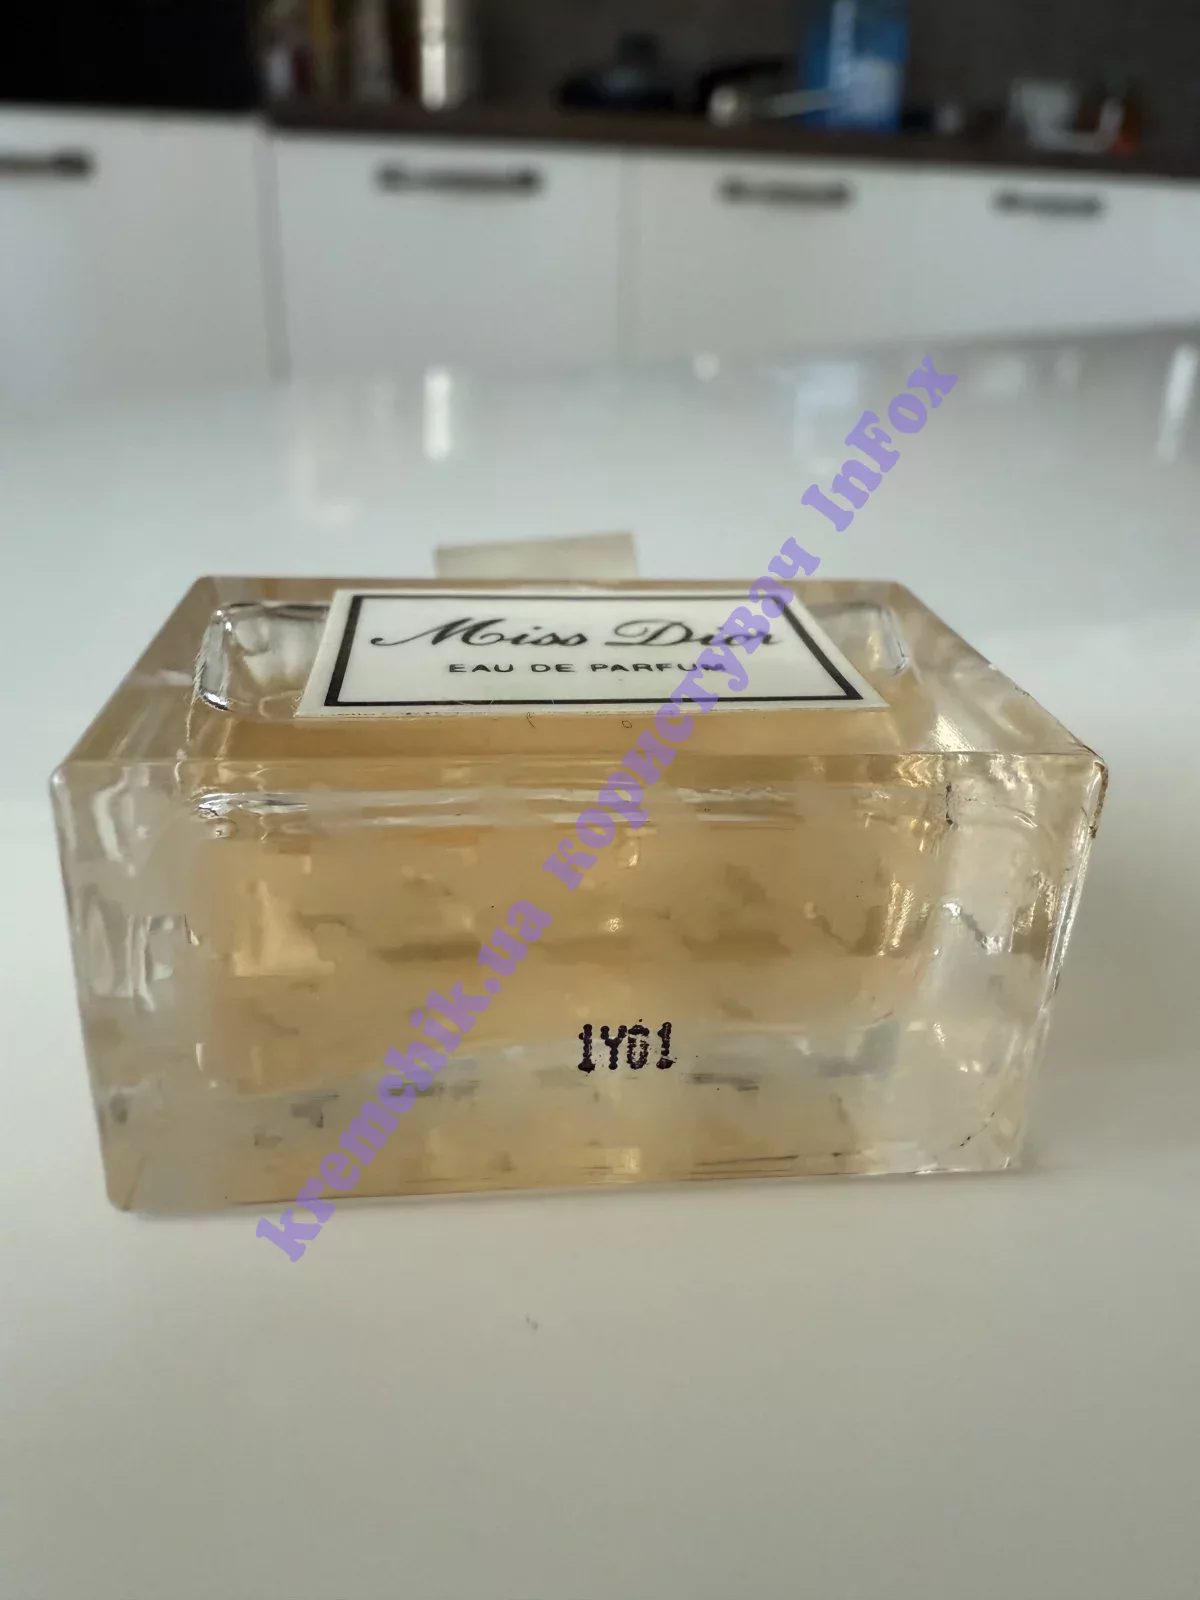 Miss Dior
EAU DE PARFUM
1Y01
kremchik.ua користувач InFox